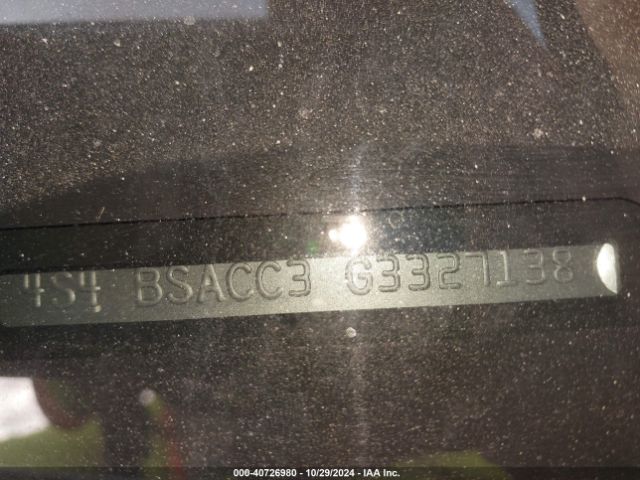 4S4 BSACC3 G3327138
000-40726980 - 10/29/2024 - IAA Inc.